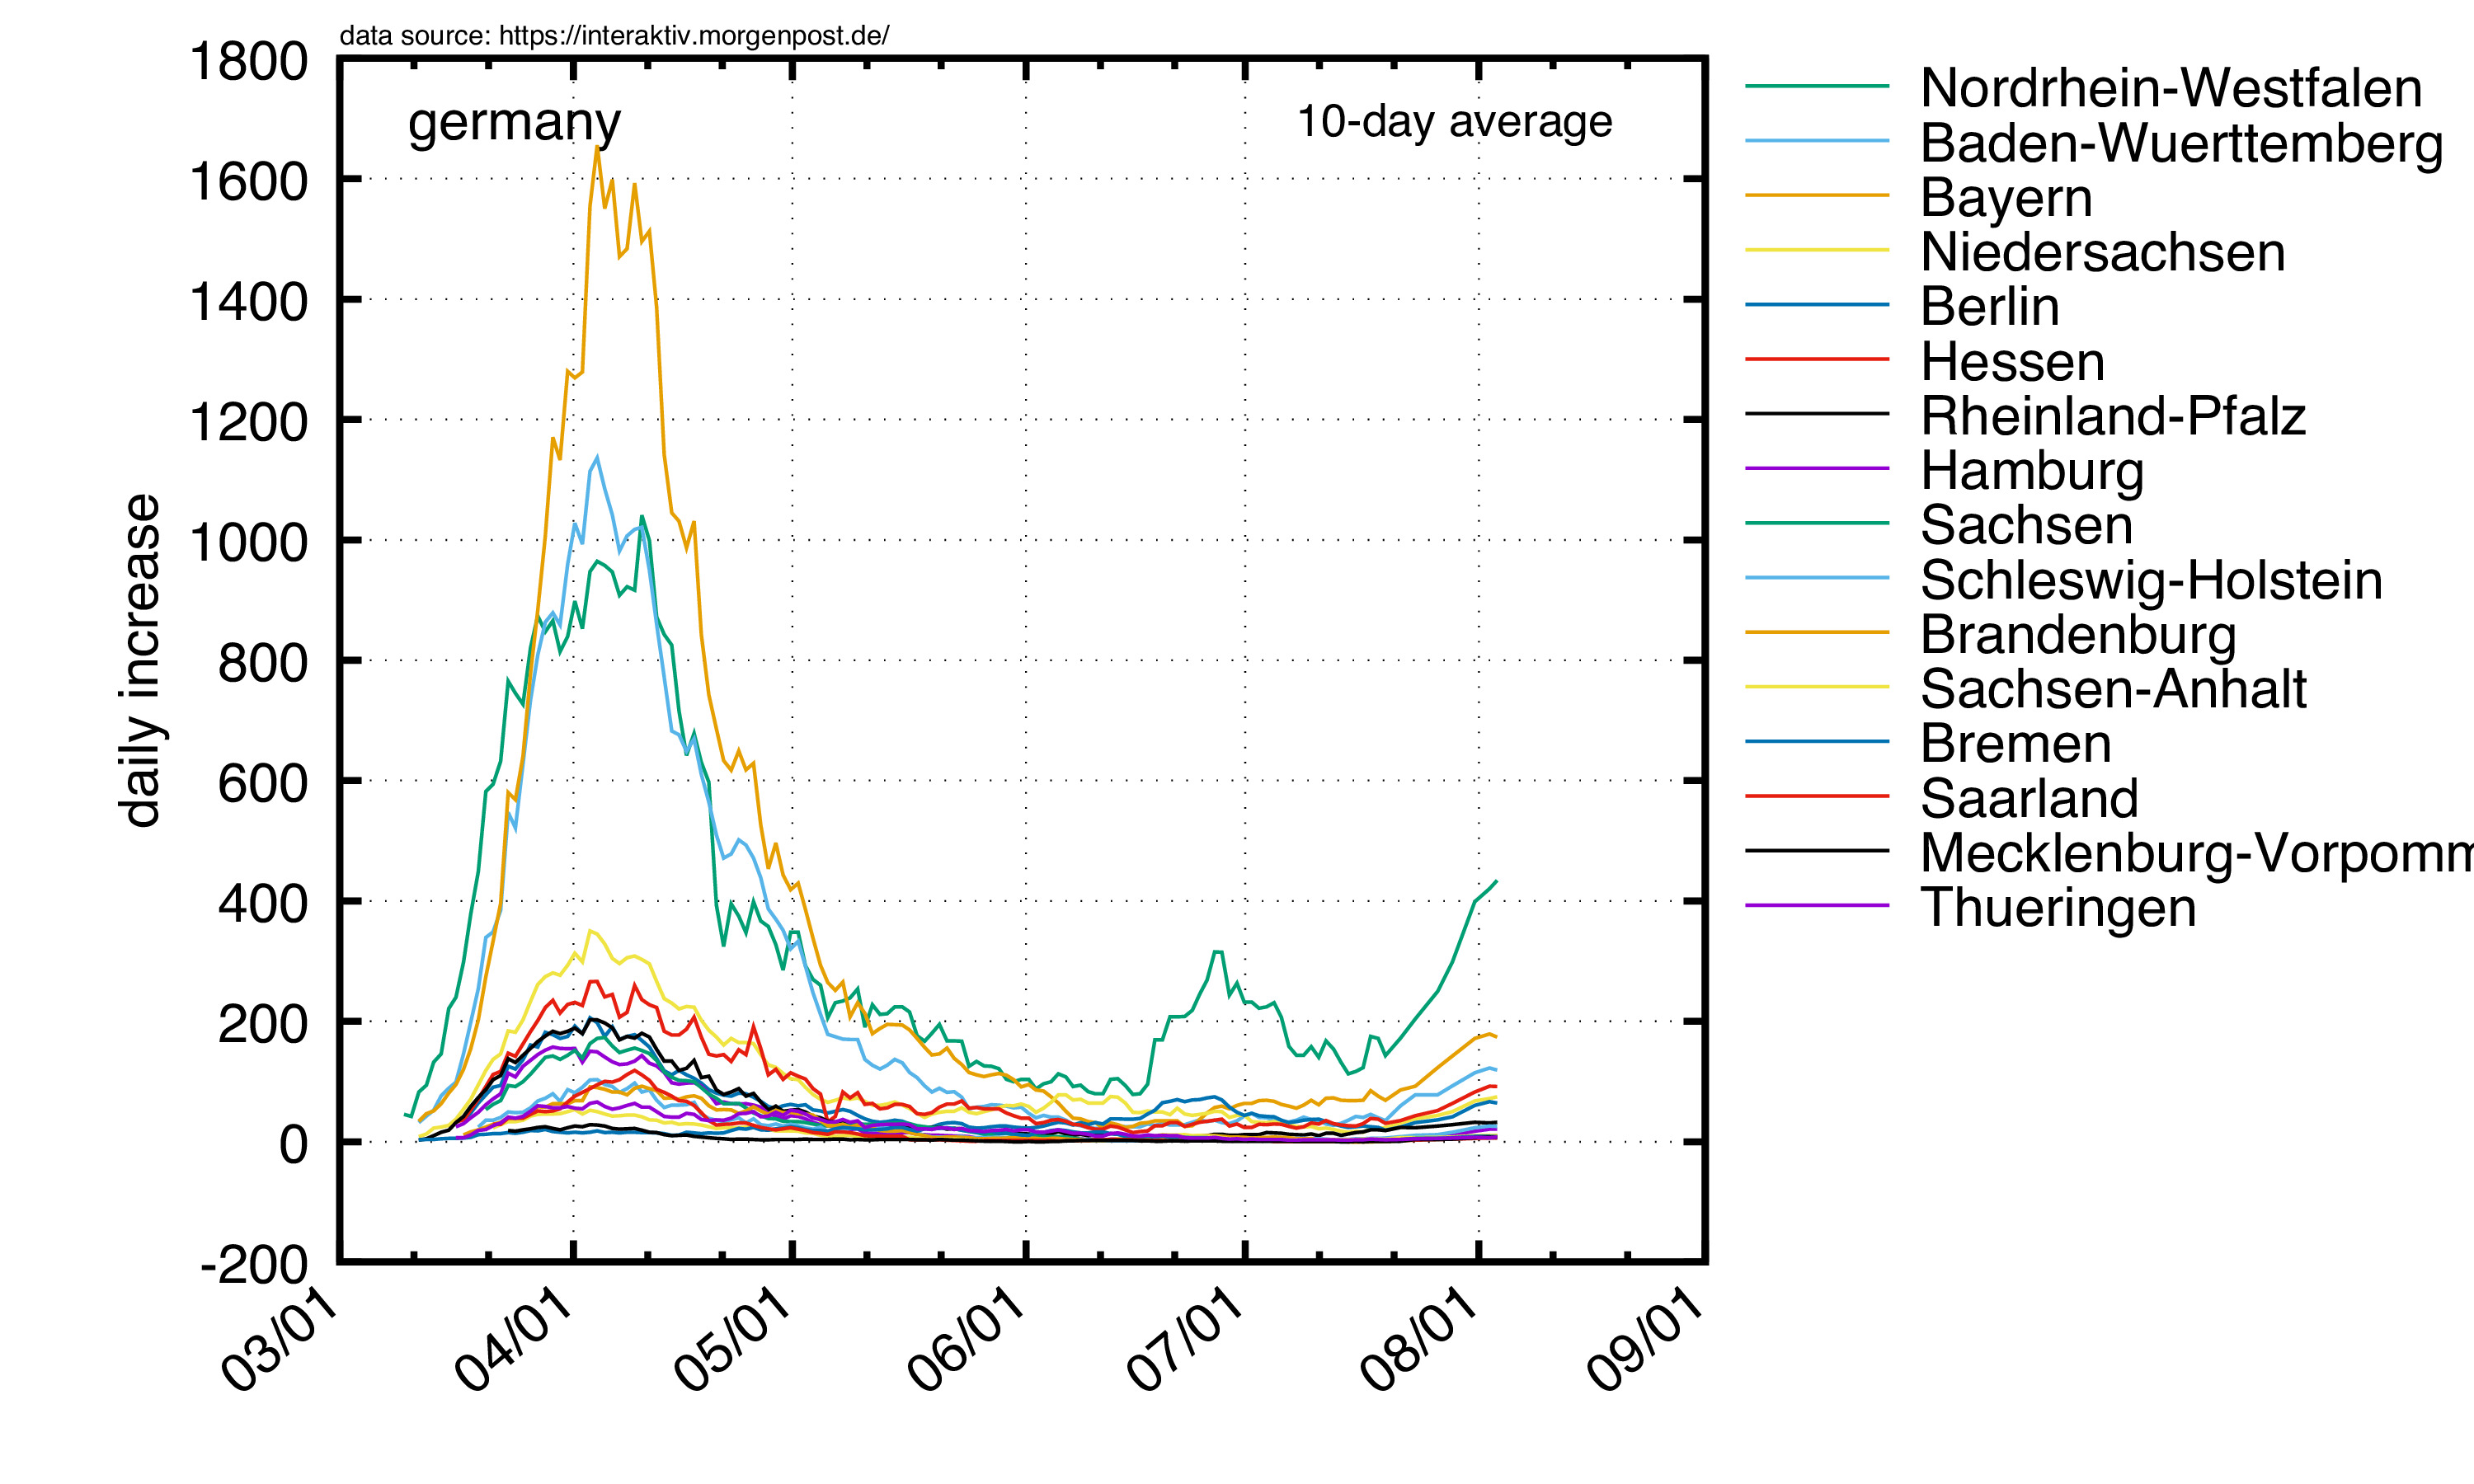 data source: https://interaktiv.morgenpost.de/
germany
10-day average
daily increase
1800
1600
1400
1200
1000
800
600
400
200
0
-200
03/01
04/01
05/01
06/01
07/01
08/01
09/01
Nordrhein-Westfalen
Baden-Wuerttemberg
Bayern
Niedersachsen
Berlin
Hessen
Rheinland-Pfalz
Hamburg
Sachsen
Schleswig-Holstein
Brandenburg
Sachsen-Anhalt
Bremen
Saarland
Mecklenburg-Vorpomm
Thueringen